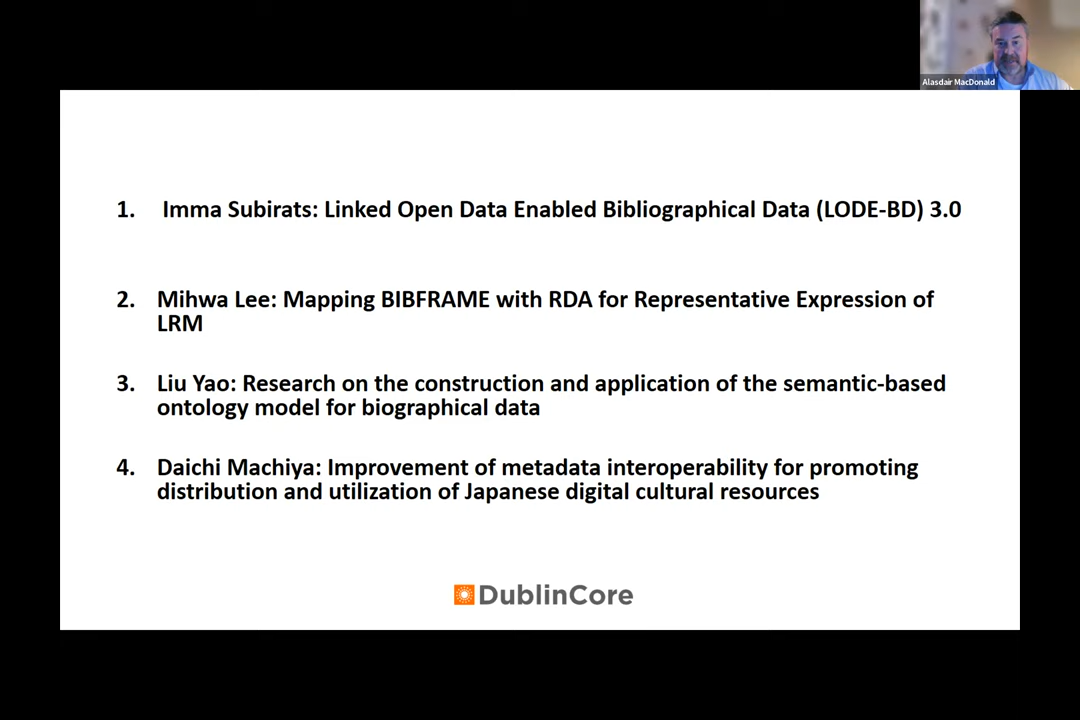 Alasdair MacDonald
1. Imma Subirats: Linked Open Data Enabled Bibliographical Data (LODE-BD) 3.0
2. Mihwa Lee: Mapping BIBFRAME with RDA for Representative Expression of
LRM
3. Liu Yao: Research on the construction and application of the semantic-based
ontology model for biographical data
4. Daichi Machiya: Improvement of metadata interoperability for promoting
distribution and utilization of Japanese digital cultural resources
DublinCore